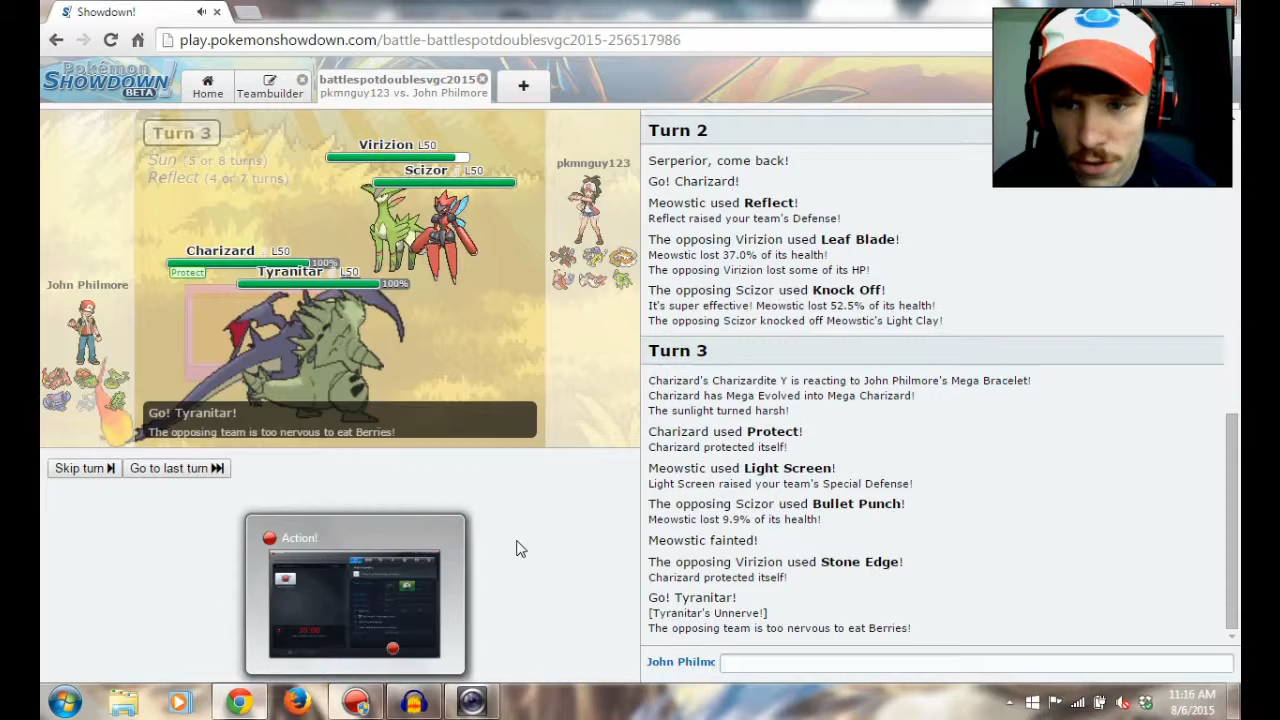 Showdown!
play.pokemonshowdown.com/battle-battlespotdoublesvgc2015-256517986
Pokémon
SHOWDOWN
BETA
Home
Teambuilder
battlespotdoublesvgc2015
pkmnguy123 vs. John Philmore
Turn 3
Sun (5 or 8 turns)
Reflect (4 or 7 turns)
Virizion L50
Scizor L50
pkmnguy123
Charizard L50
100%
Protect
Tyranitar L50
100%
John Philmore
Go! Tyranitar!
The opposing team is too nervous to eat Berries!
Skip turn
Go to last turn
Action!
Turn 2
Serperior, come back!
Go! Charizard!
Meowstic used Reflect!
Reflect raised your team's Defense!
The opposing Virizion used Leaf Blade!
Meowstic lost 37.0% of its health!
The opposing Virizion lost some of its HP!
The opposing Scizor used Knock Off!
It's super effective! Meowstic lost 52.5% of its health!
The opposing Scizor knocked off Meowstic's Light Clay!
Turn 3
Charizard's Charizardite Y is reacting to John Philmore's Mega Bracelet!
Charizard has Mega Evolved into Mega Charizard!
The sunlight turned harsh!
Charizard used Protect!
Charizard protected itself!
Meowstic used Light Screen!
Light Screen raised your team's Special Defense!
The opposing Scizor used Bullet Punch!
Meowstic lost 9.9% of its health!
Meowstic fainted!
The opposing Virizion used Stone Edge!
Charizard protected itself!
Go! Tyranitar!
[Tyranitar's Unnerve!]
The opposing team is too nervous to eat Berries!
John Philmc
11:16 AM
8/6/2015